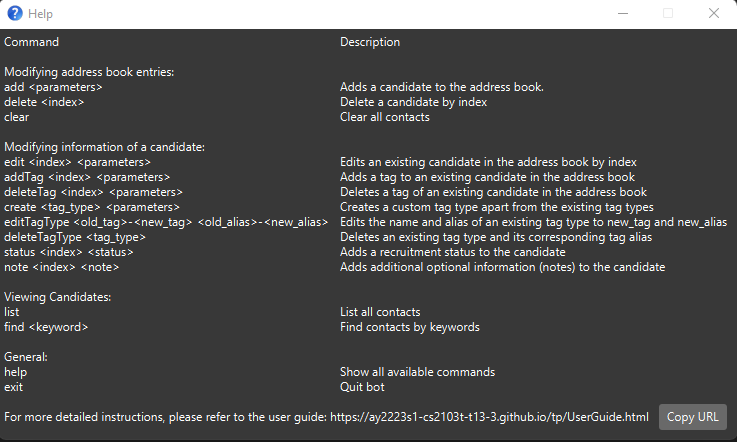 Help
Command Description
Modifying address book entries:
add <parameters> Adds a candidate to the address book.
delete <index> Delete a candidate by index
clear Clear all contacts
Modifying information of a candidate:
edit <index> <parameters> Edits an existing candidate in the address book by index
addTag <index> <parameters> Adds a tag to an existing candidate in the address book
deleteTag <index> <parameters> Deletes a tag of an existing candidate in the address book
create <tag_type> <parameters> Creates a custom tag type apart from the existing tag types
editTagType <old_tag>-<new_tag> <old_alias>-<new_alias> Edits the name and alias of an existing tag type to new_tag and new_alias
deleteTagType <tag_type> Deletes an existing tag type and its corresponding tag alias
status <index> <status> Adds a recruitment status to the candidate
note <index> <note> Adds additional optional information (notes) to the candidate
Viewing Candidates:
list List all contacts
find <keyword> Find contacts by keywords
General:
help Show all available commands
exit Quit bot
For more detailed instructions, please refer to the user guide: https://ay2223s1-cs2103t-t13-3.github.io/tp/UserGuide.html Copy URL